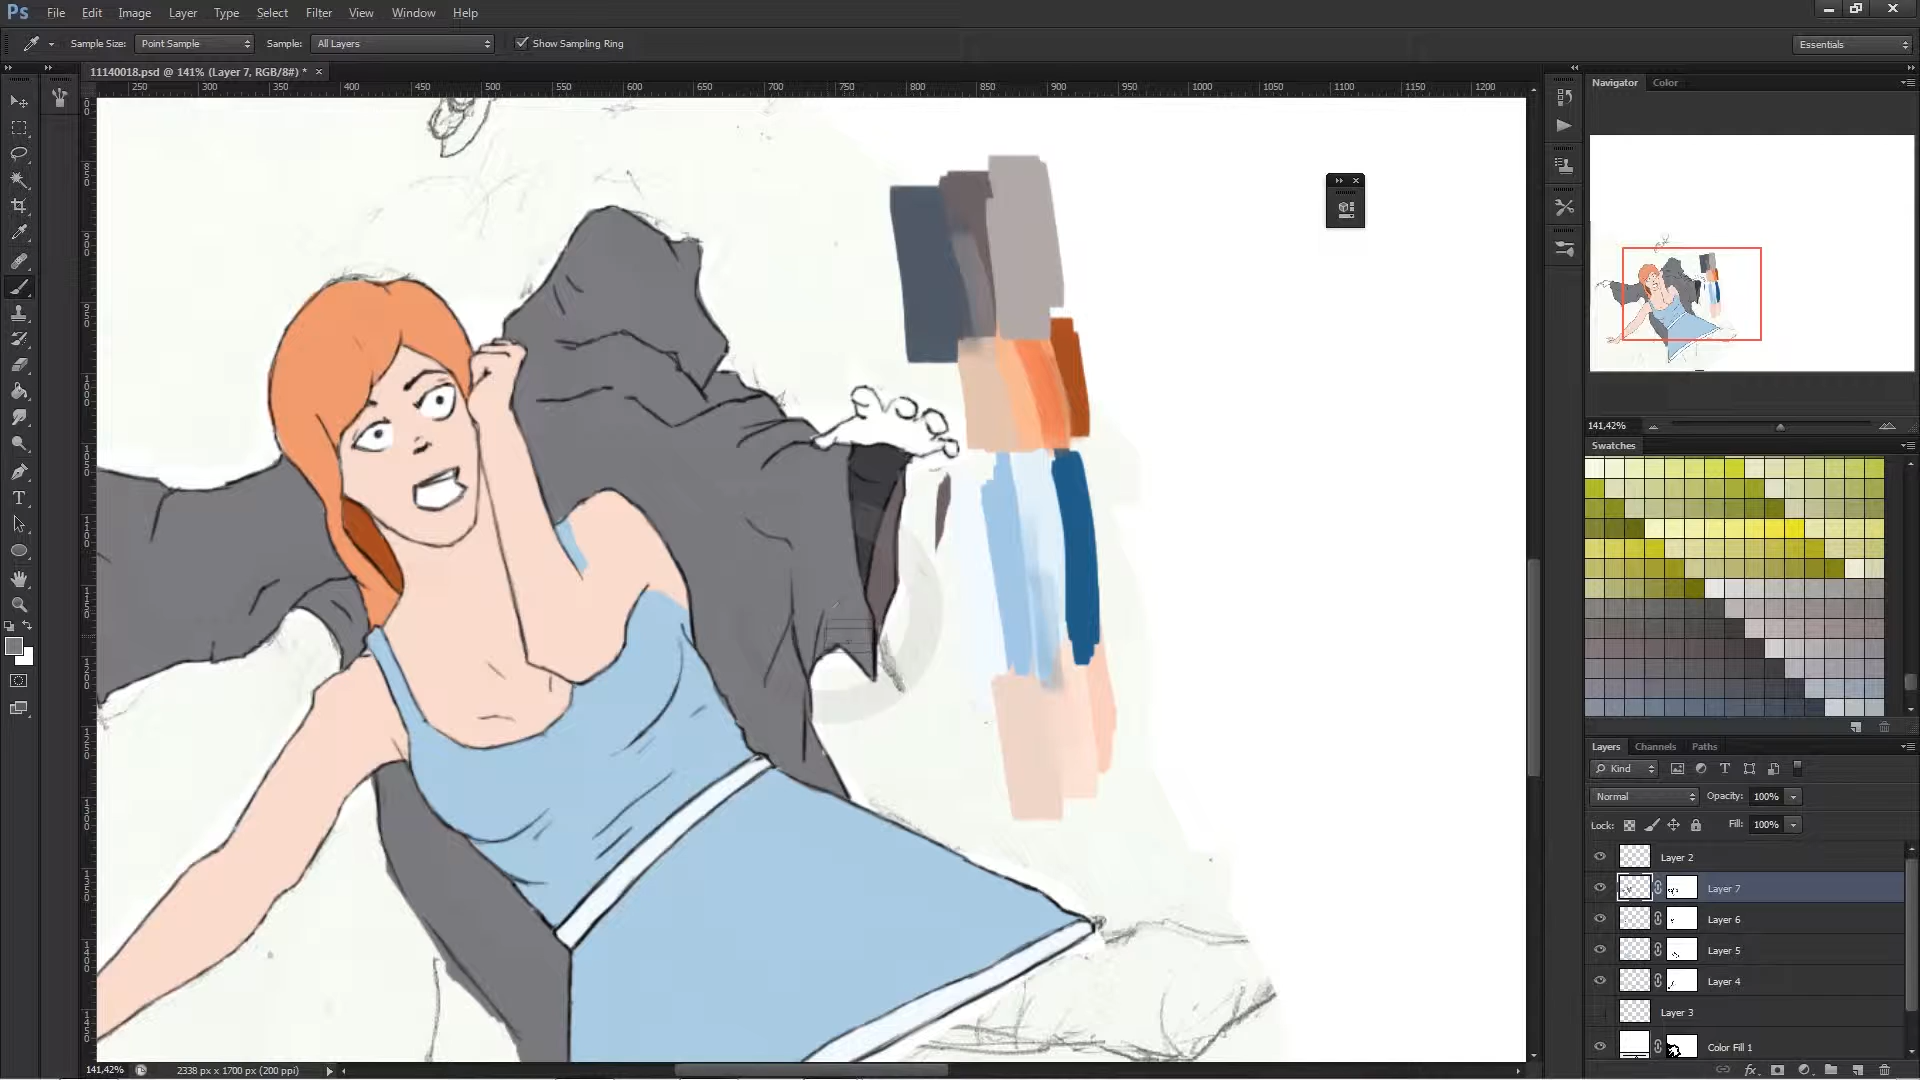 Ps File Edit Image Layer Type Select Filter View Window Help
Sample Size: Point Sample Sample: All Layers Show Sampling Ring Essentials
11140018.psd @ 141% (Layer 7, RGB/8#) * ×
250 300 350 400 450 500 550 600 650 700 750 800 850 900 950 1000 1050 1100 1150 1200
Navigator Color
141,42%
Swatches
Layers Channels Paths
Kind
Normal Opacity: 100%
Lock: Fill: 100%
Layer 2
Layer 7
Layer 6
Layer 5
Layer 4
Layer 3
Color Fill 1
141,42% 2338 px x 1700 px (200 ppi)